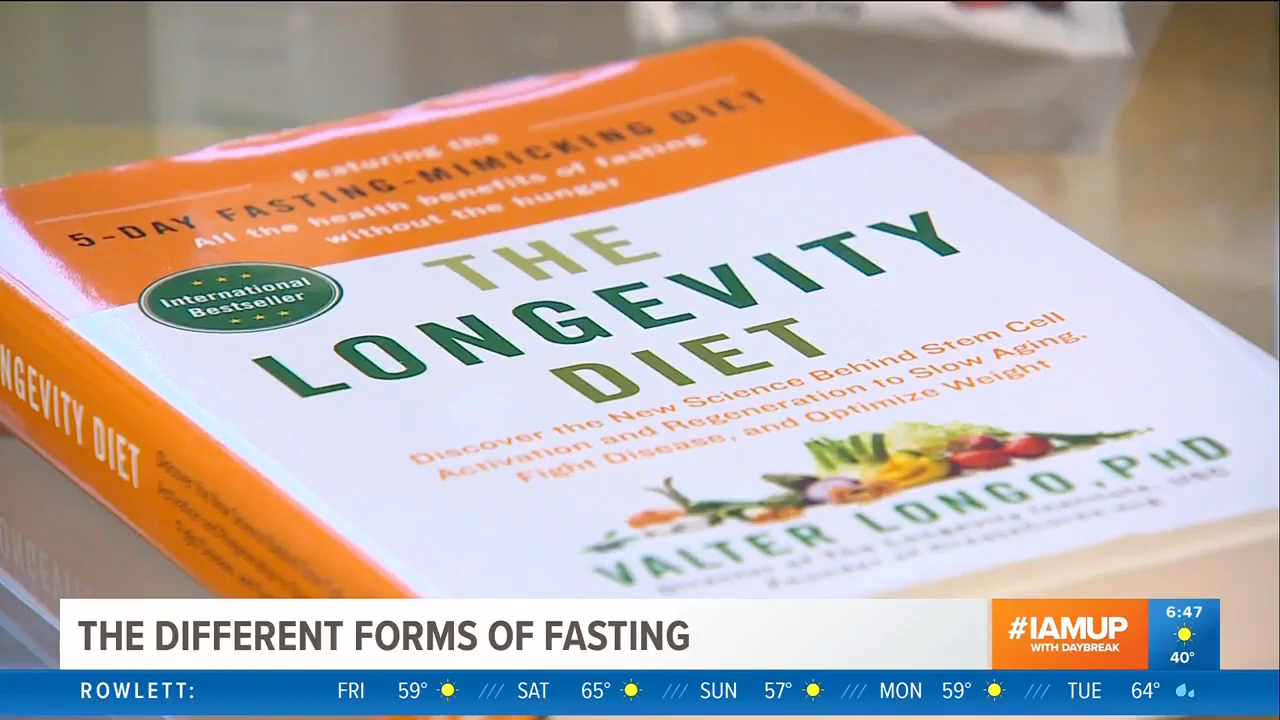 Featuring the
5-DAY FASTING-MIMICKING DIET
All the health benefits of fasting
without the hunger
International
Bestseller
THE
LONGEVITY
DIET
Discover the New Science Behind Stem Cell
Activation and Regeneration to Slow Aging,
Fight Disease, and Optimize Weight
VALTER LONGO, PHD
NGEVITY DIET
THE DIFFERENT FORMS OF FASTING
#IAMUP
WITH DAYBREAK
6:47
40°
ROWLETT: FRI 59° /// SAT 65° /// SUN 57° /// MON 59° /// TUE 64°